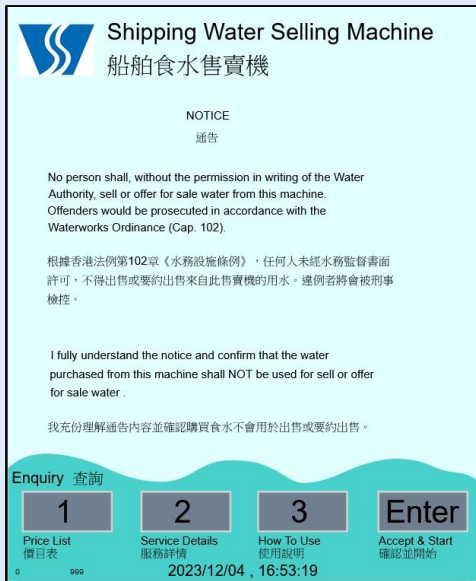 Shipping Water Selling Machine
船舶食水售賣機
NOTICE
通告
No person shall, without the permission in writing of the Water
Authority, sell or offer for sale water from this machine.
Offenders would be prosecuted in accordance with the
Waterworks Ordinance (Cap. 102).
根據香港法例第102章《水務設施條例》，任何人未經水務監督書面
許可，不得出售或要約出售來自此售賣機的用水。違例者將會被刑事
檢控。
I fully understand the notice and confirm that the water
purchased from this machine shall NOT be used for sell or offer
for sale water .
我充份理解通告內容並確認購買食水不會用於出售或要約出售。
Enquiry 查詢
1 2 3 Enter
Price List Service Details How To Use Accept & Start
價目表 服務詳情 使用說明 確認並開始
0 999 2023/12/04 , 16:53:19